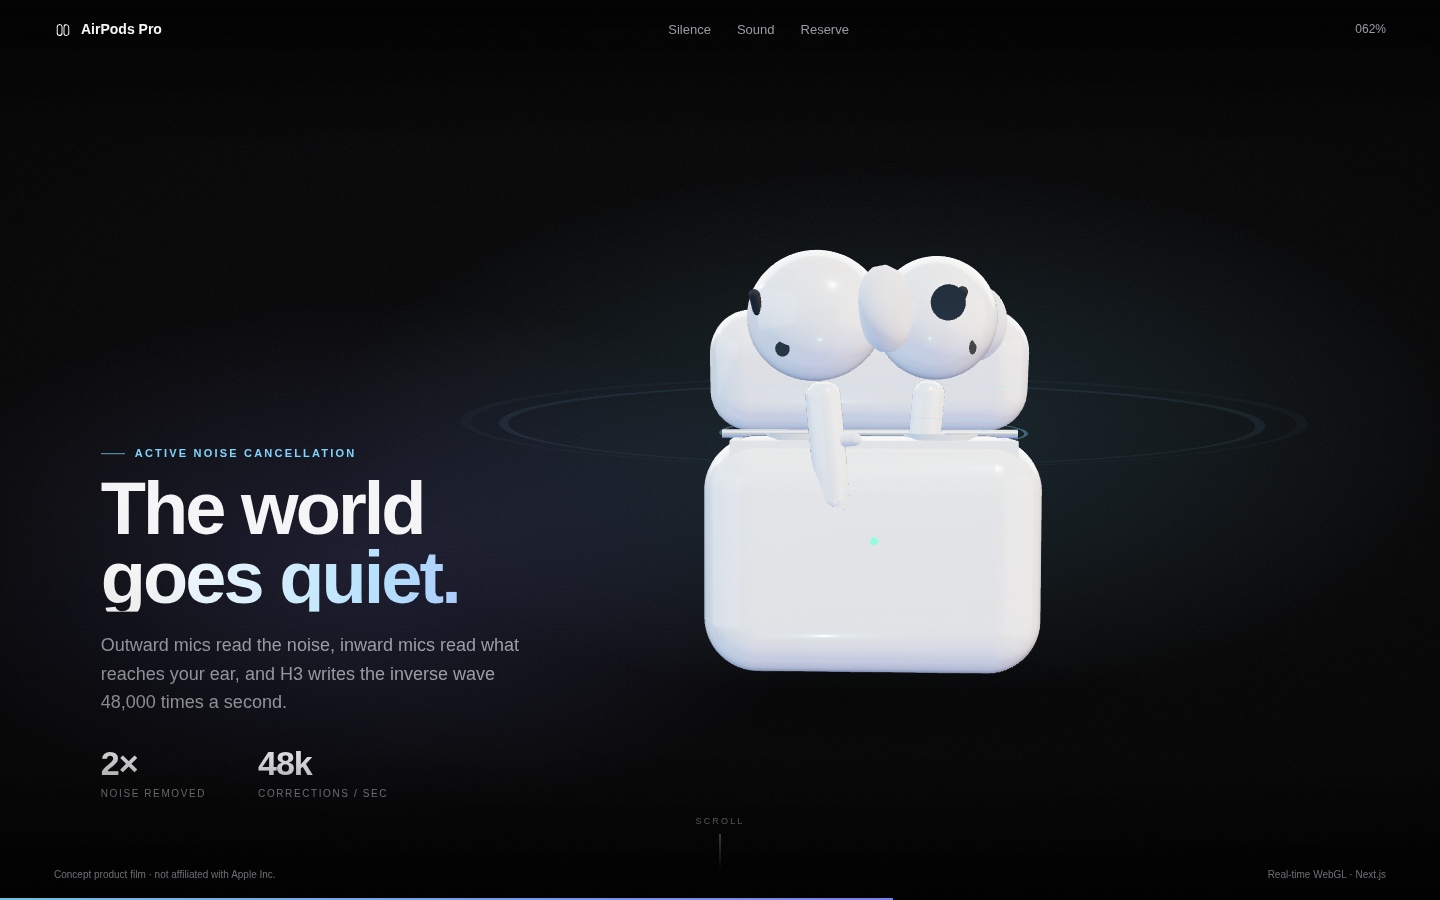 AirPods Pro
Silence
Sound
Reserve
062%
ACTIVE NOISE CANCELLATION
The world
goes quiet.
Outward mics read the noise, inward mics read what
reaches your ear, and H3 writes the inverse wave
48,000 times a second.
2×
48k
NOISE REMOVED
CORRECTIONS / SEC
SCROLL
Concept product film · not affiliated with Apple Inc.
Real-time WebGL · Next.js